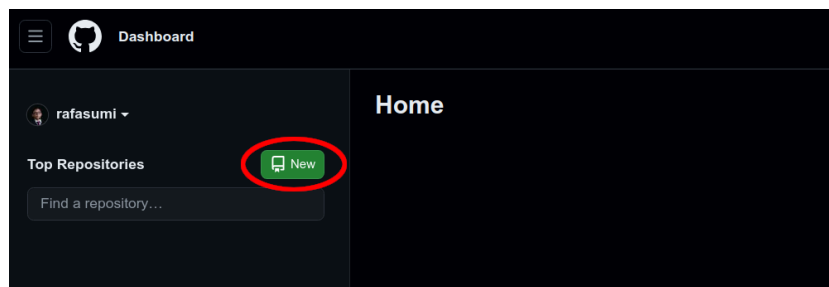 Dashboard
rafasumi
Home
Top Repositories
New
Find a repository...